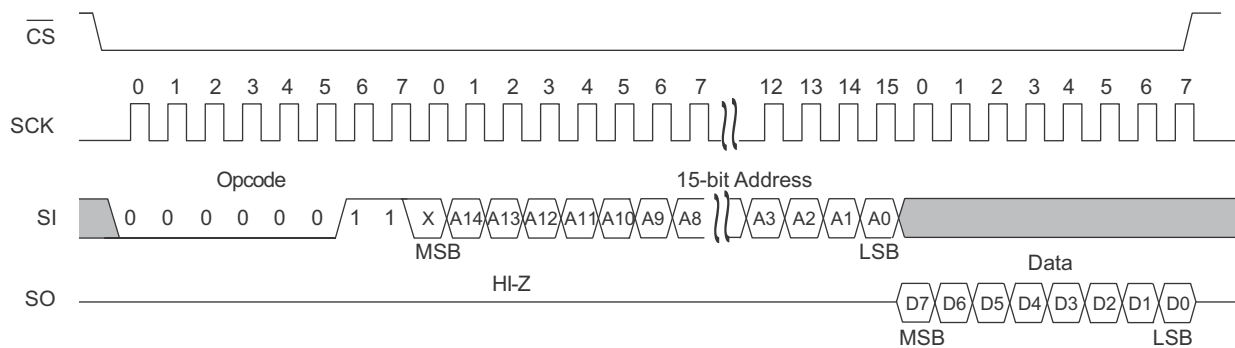 CS
0 1 2 3 4 5 6 7 0 1 2 3 4 5 6 7 12 13 14 15 0 1 2 3 4 5 6 7
SCK
Opcode 15-bit Address
SI 0 0 0 0 0 0 1 1 X A14 A13 A12 A11 A10 A9 A8 A3 A2 A1 A0
MSB LSB
HI-Z Data
SO D7 D6 D5 D4 D3 D2 D1 D0
MSB LSB